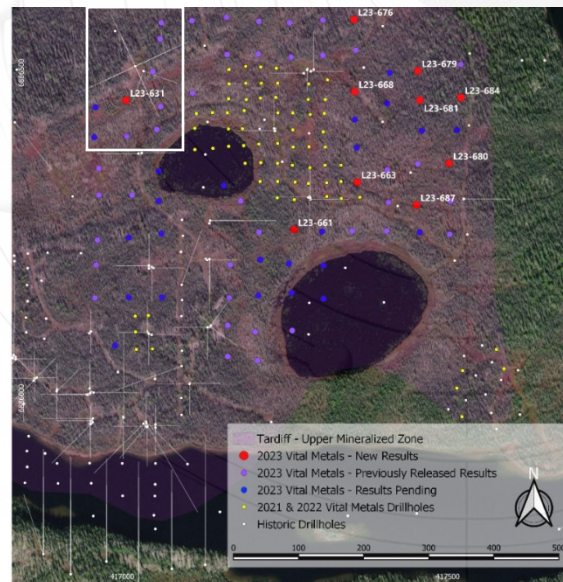 L23-676
L23-679
L23-668
L23-684
L23-631
L23-681
L23-680
L23-663
L23-687
L23-661
Tardiff - Upper Mineralized Zone
2023 Vital Metals - New Results
2023 Vital Metals - Previously Released Results
2023 Vital Metals - Results Pending
2021 & 2022 Vital Metals Drillholes
Historic Drillholes
N
0 100 200 300 400 500
417000
417500